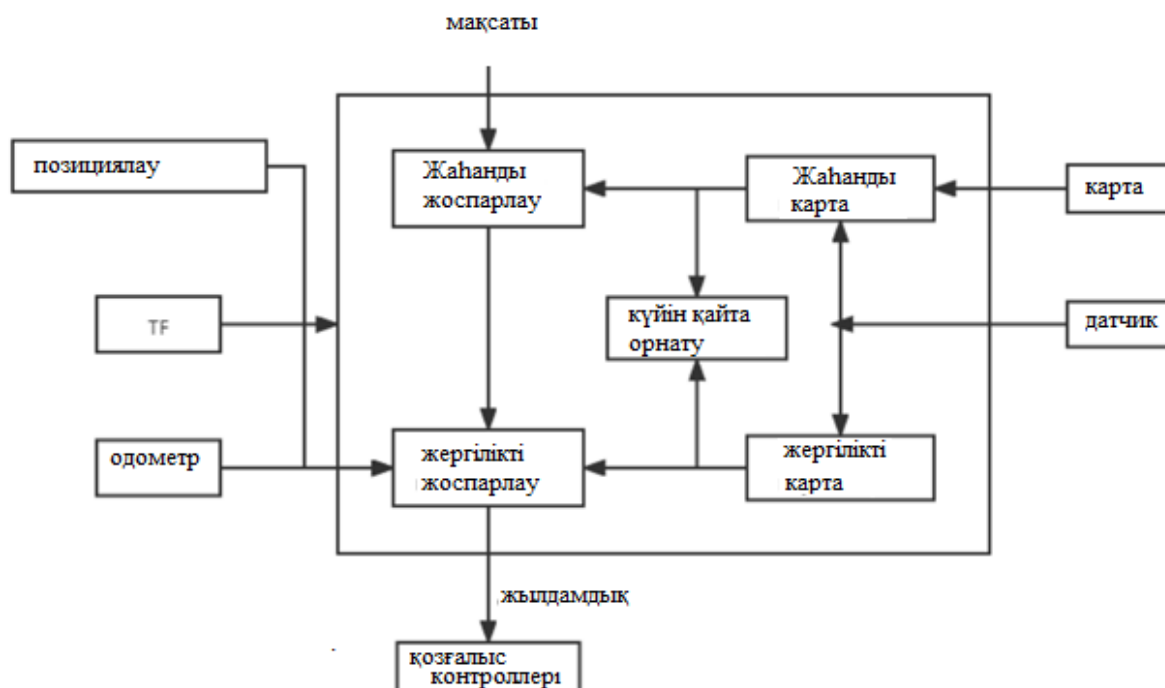 мақсаты
позициялау
Жаһанды
жоспарлау
Жаһанды
карта
карта
TF
күйін қайта
орнату
датчик
одометр
жергілікті
жоспарлау
жергілікті
карта
жылдамдық
қозғалыс
контроллері